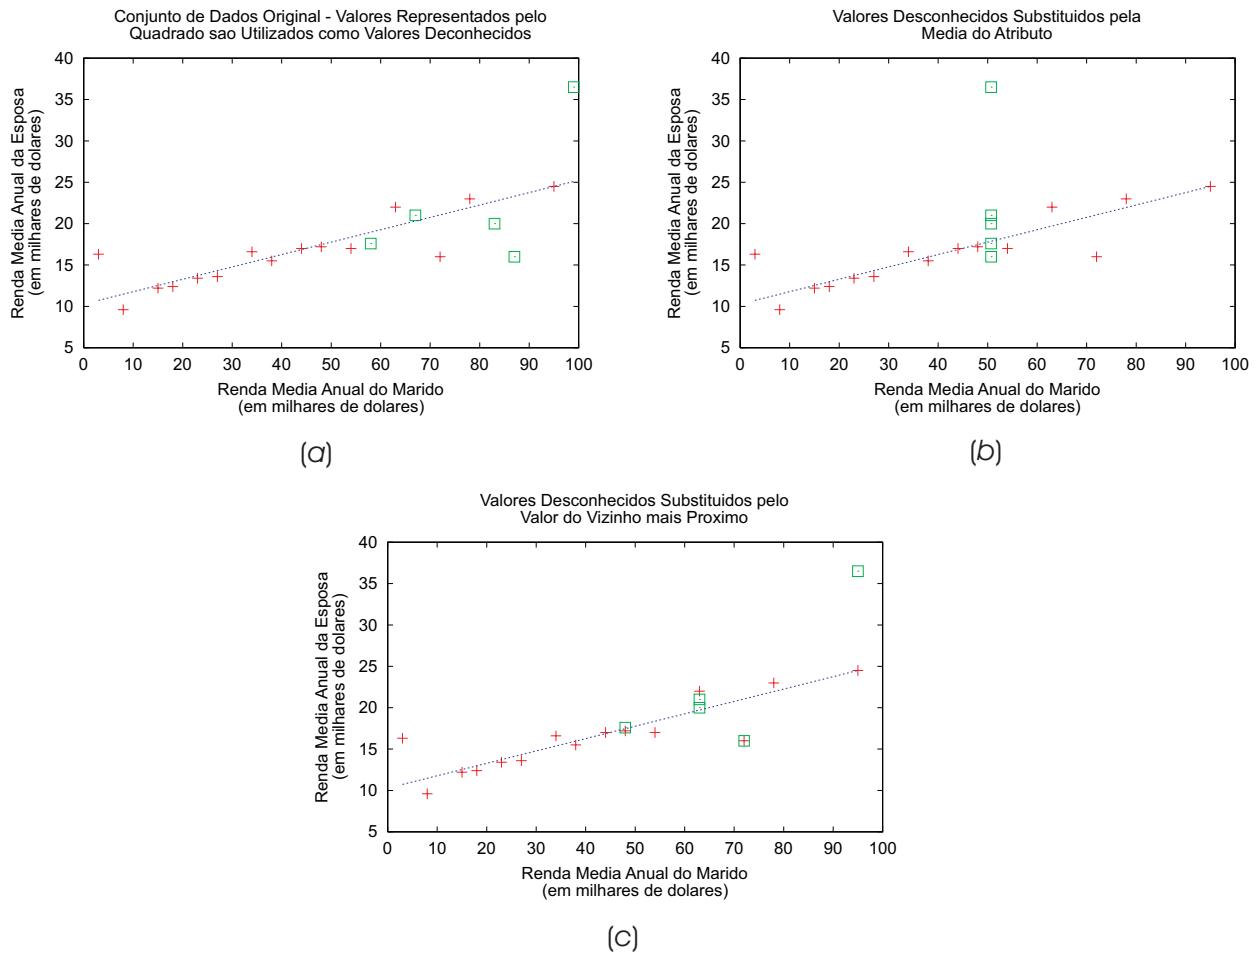 Conjunto de Dados Original - Valores Representados pelo
Quadrado sao Utilizados como Valores Deconhecidos
40
35
30
25
20
15
10
5
0 10 20 30 40 50 60 70 80 90 100
Renda Media Anual da Esposa
(em milhares de dolares)
Renda Media Anual do Marido
(em milhares de dolares)
(a)
Valores Desconhecidos Substituidos pela
Media do Atributo
40
35
30
25
20
15
10
5
0 10 20 30 40 50 60 70 80 90 100
Renda Media Anual da Esposa
(em milhares de dolares)
Renda Media Anual do Marido
(em milhares de dolares)
(b)
Valores Desconhecidos Substituidos pelo
Valor do Vizinho mais Proximo
40
35
30
25
20
15
10
5
0 10 20 30 40 50 60 70 80 90 100
Renda Media Anual da Esposa
(em milhares de dolares)
Renda Media Anual do Marido
(em milhares de dolares)
(c)